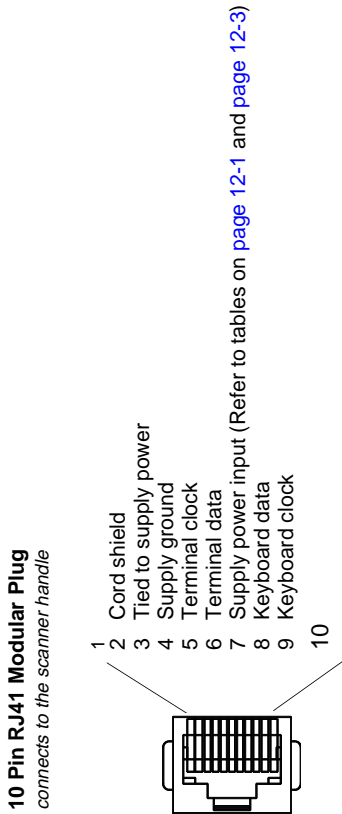 10 Pin RJ41 Modular Plug
connects to the scanner handle
1
2 Cord shield
3 Tied to supply power
4 Supply ground
5 Terminal clock
6 Terminal data
7 Supply power input (Refer to tables on page 12-1 and page 12-3)
8 Keyboard data
9 Keyboard clock
10